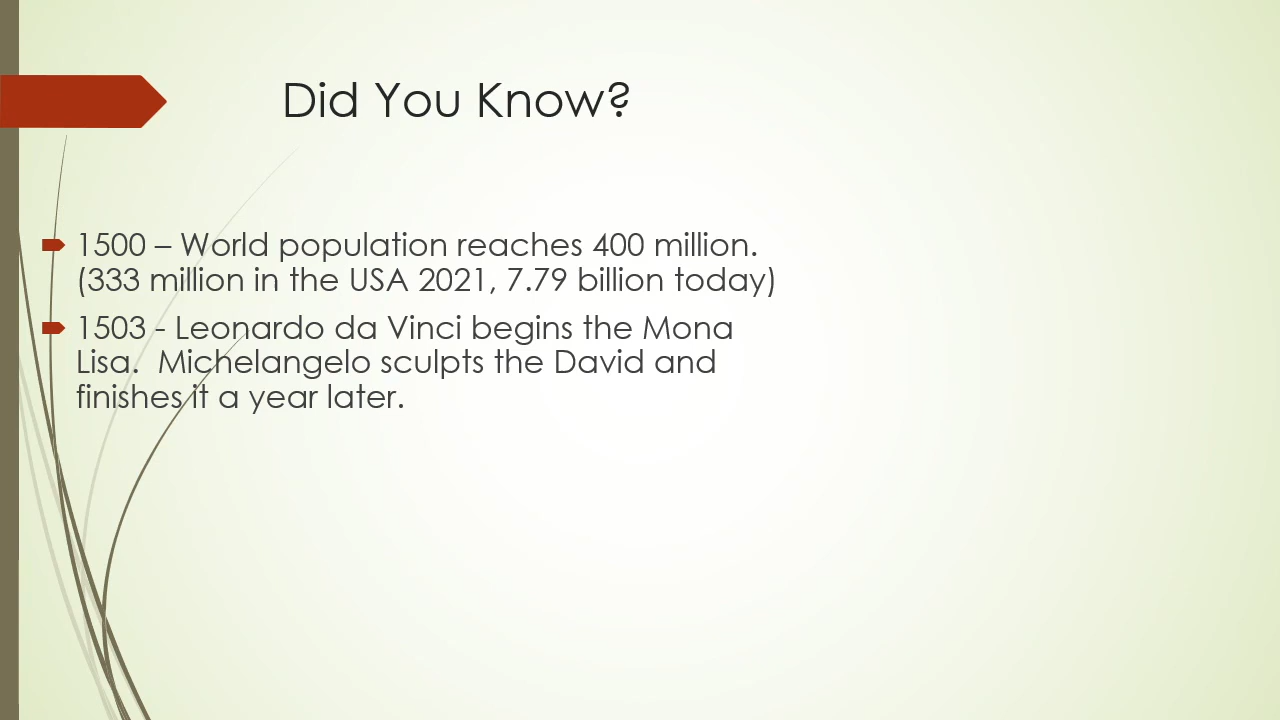 Did You Know?
1500 – World population reaches 400 million.
(333 million in the USA 2021, 7.79 billion today)
1503 - Leonardo da Vinci begins the Mona
Lisa.  Michelangelo sculpts the David and
finishes it a year later.